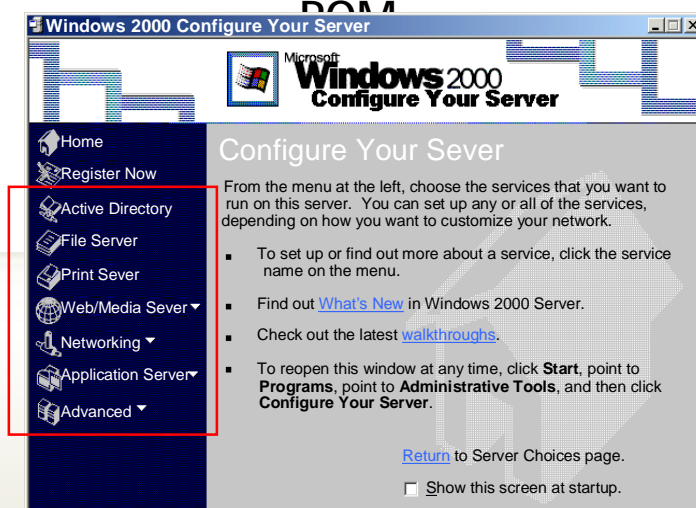 Windows 2000 Configure Your Server
Microsoft
Windows 2000
Configure Your Server
Home
Register Now
Active Directory
File Server
Print Sever
Web/Media Sever
Networking
Application Server
Advanced
Configure Your Sever
From the menu at the left, choose the services that you want to
run on this server. You can set up any or all of the services,
depending on how you want to customize your network.
To set up or find out more about a service, click the service
name on the menu.
Find out What's New in Windows 2000 Server.
Check out the latest walkthroughs.
To reopen this window at any time, click Start, point to
Programs, point to Administrative Tools, and then click
Configure Your Server.
Return to Server Choices page.
Show this screen at startup.